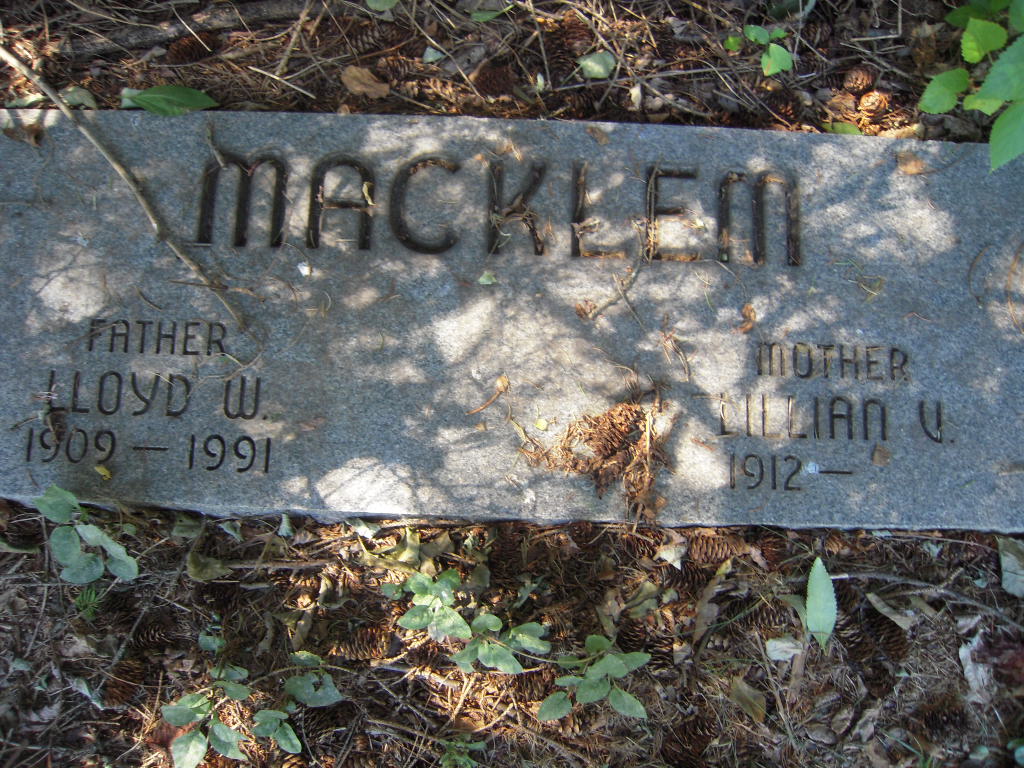 MACKLEM
FATHER
LLOYD W.
1909 — 1991
MOTHER
LILLIAN V.
1912 —